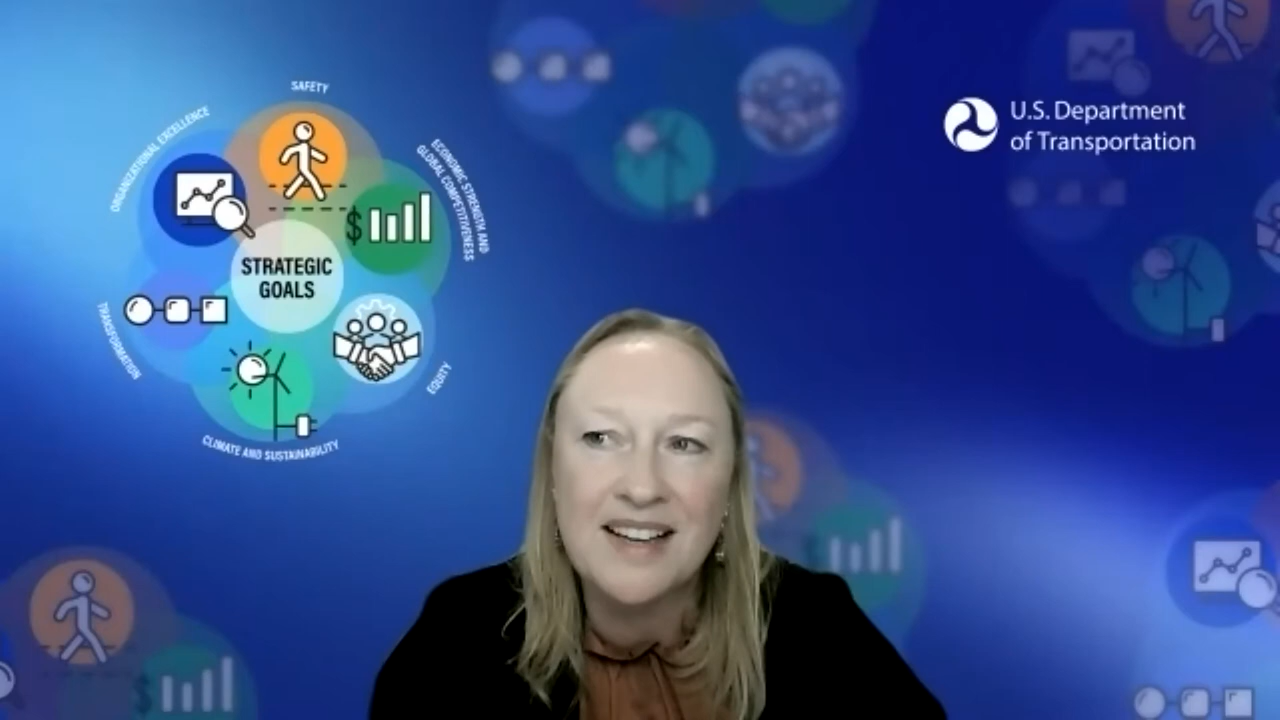 SAFETY
ORGANIZATIONAL EXCELLENCE
ECONOMIC STRENGTH AND
GLOBAL COMPETITIVENESS
U.S. Department
of Transportation
$
STRATEGIC
GOALS
TRANSFORMATION
EQUITY
CLIMATE AND SUSTAINABILITY
$